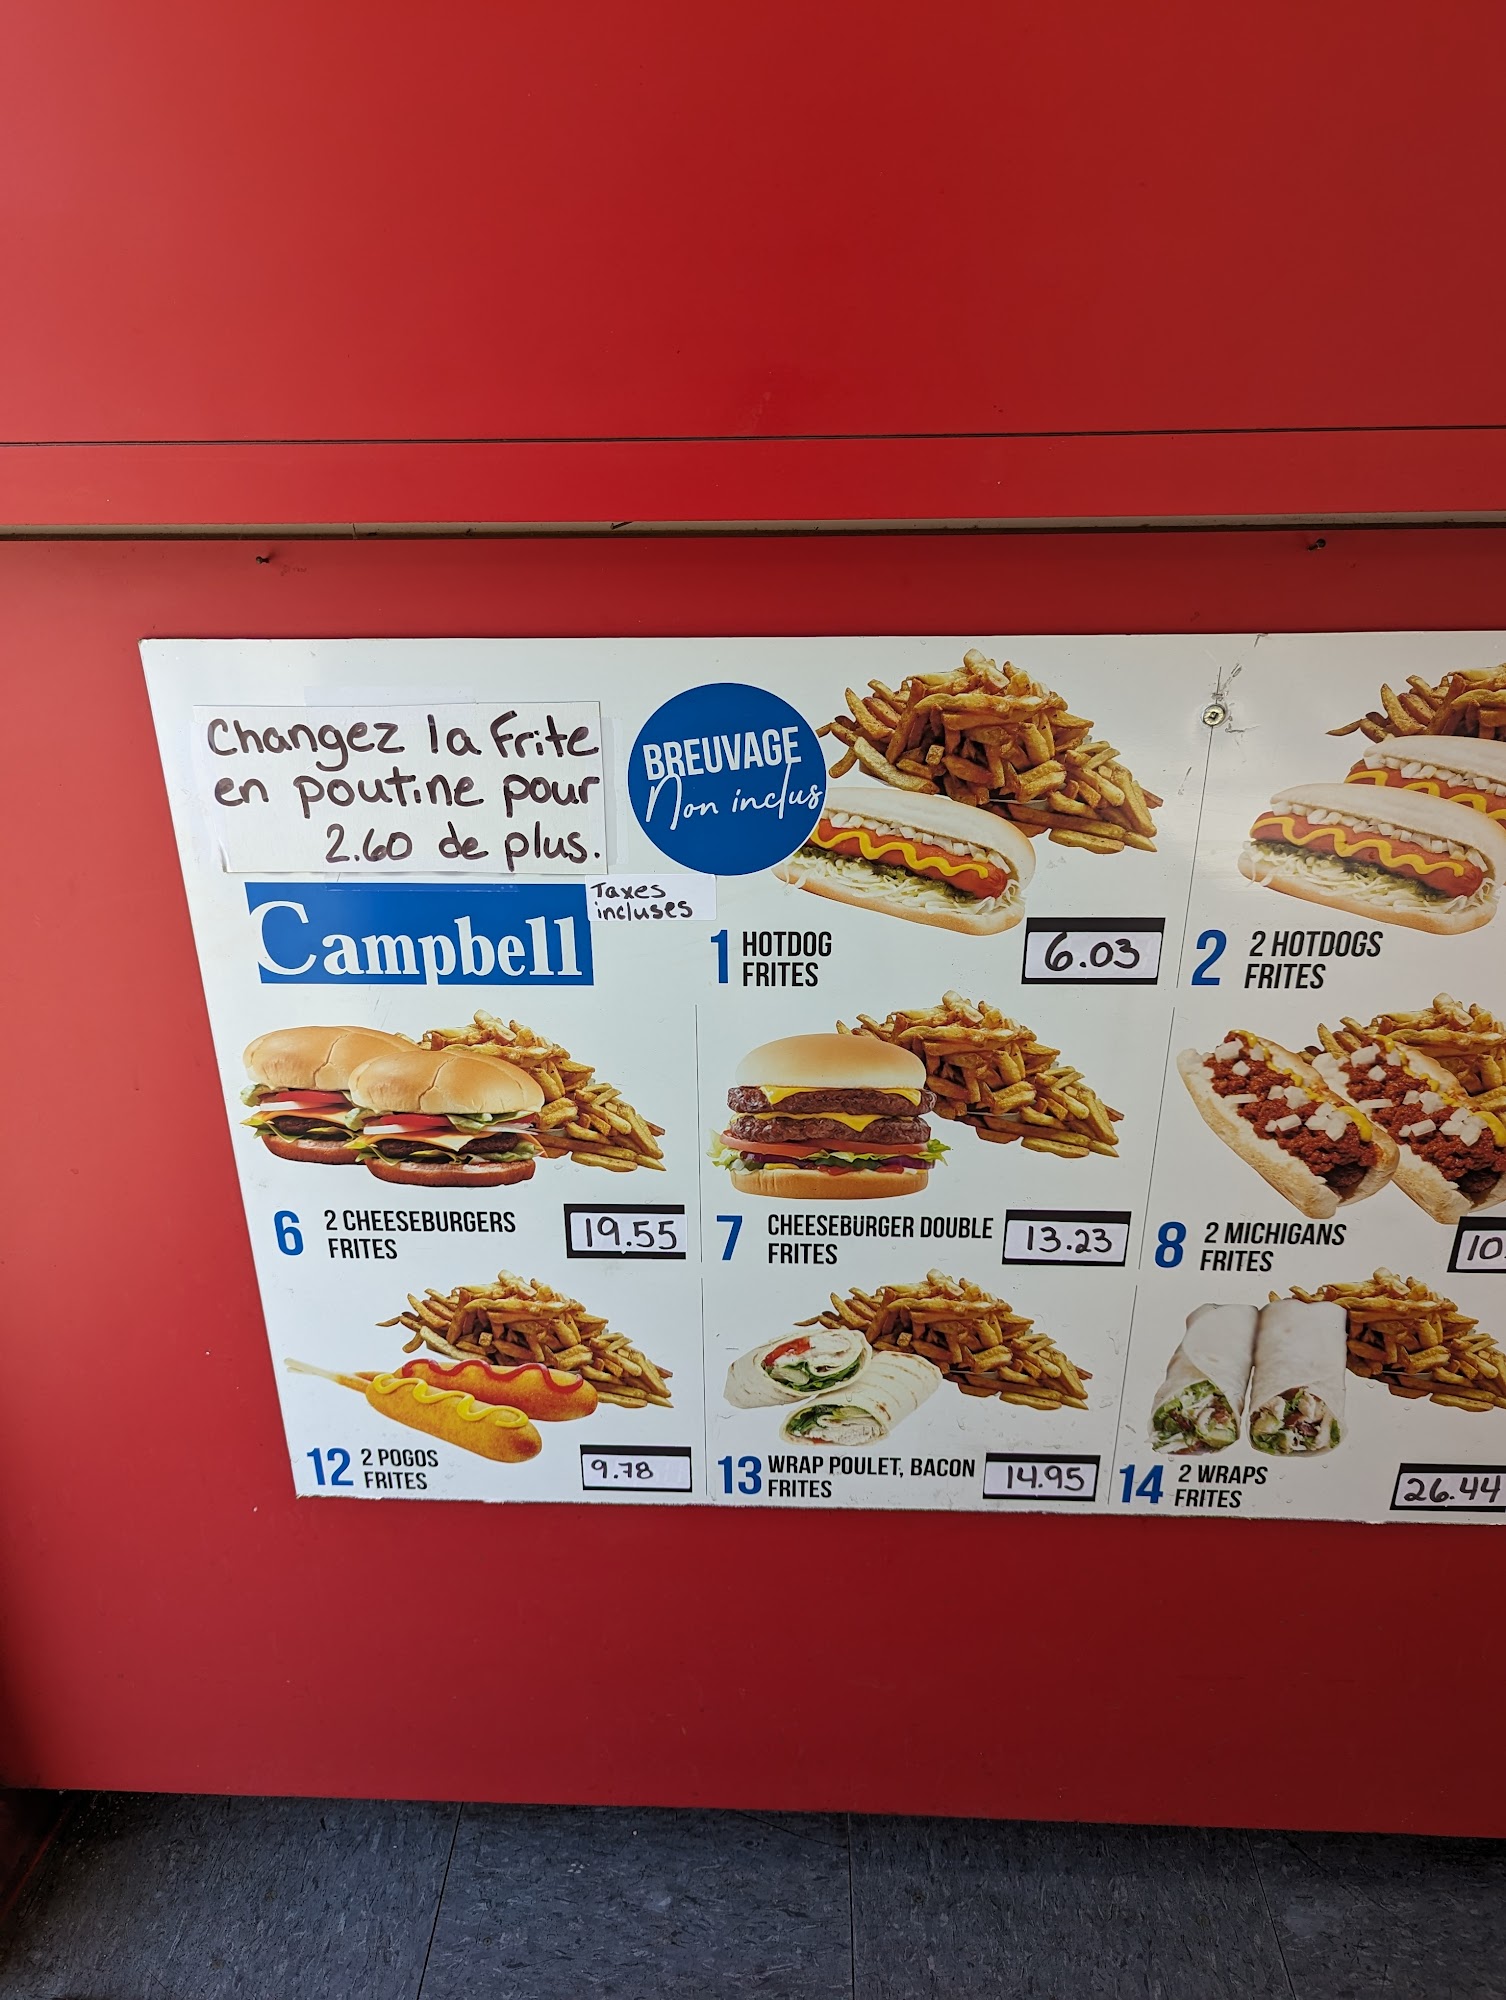 Changez la frite
en poutine pour
2.60 de plus.
BREUVAGE
Non inclus
Campbell
Taxes
incluses
1 HOTDOG
FRITES
6.03
2 2 HOTDOGS
FRITES
6 2 CHEESEBURGERS
FRITES
19.55
7 CHEESEBURGER DOUBLE
FRITES
13.23
8 2 MICHIGANS
FRITES
10.
12 2 POGOS
FRITES
9.78
13 WRAP POULET, BACON
FRITES
14.95
14 2 WRAPS
FRITES
26.44